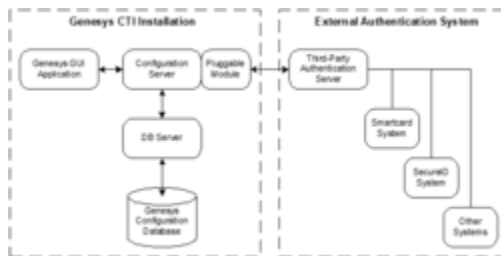 Genesys CTI Installation
External Authentication System
Genesys GUI
Application
Configuration
Server
Pluggable
Module
Third-Party
Authentication
Server
DB Server
Genesys
Configuration
Database
Smartcard
System
SecureID
System
Other
Systems